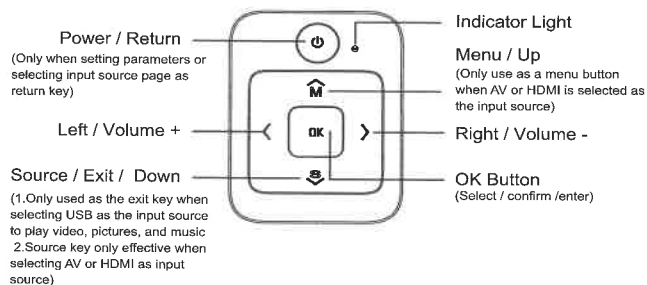 Power / Return
(Only when setting parameters or
selecting input source page as
return key)
Left / Volume +
Source / Exit / Down
(1.Only used as the exit key when
selecting USB as the input source
to play video, pictures, and music
2.Source key only effective when
selecting AV or HDMI as input
source)
M
OK
S
Indicator Light
Menu / Up
(Only use as a menu button
when AV or HDMI is selected as
the input source)
Right / Volume -
OK Button
(Select / confirm /enter)